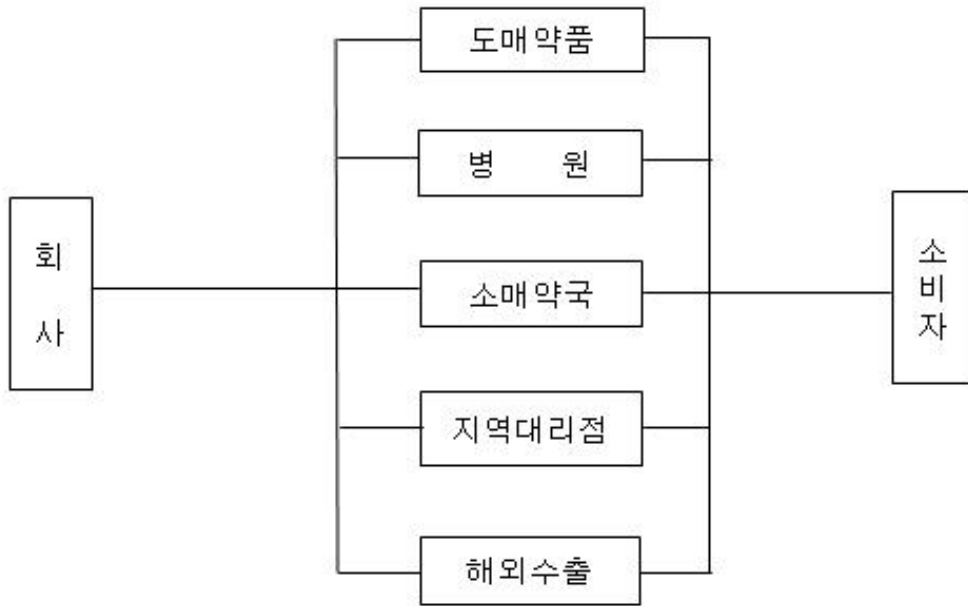 회사
도매약품
병 원
소매약국
지역대리점
해외수출
소비자